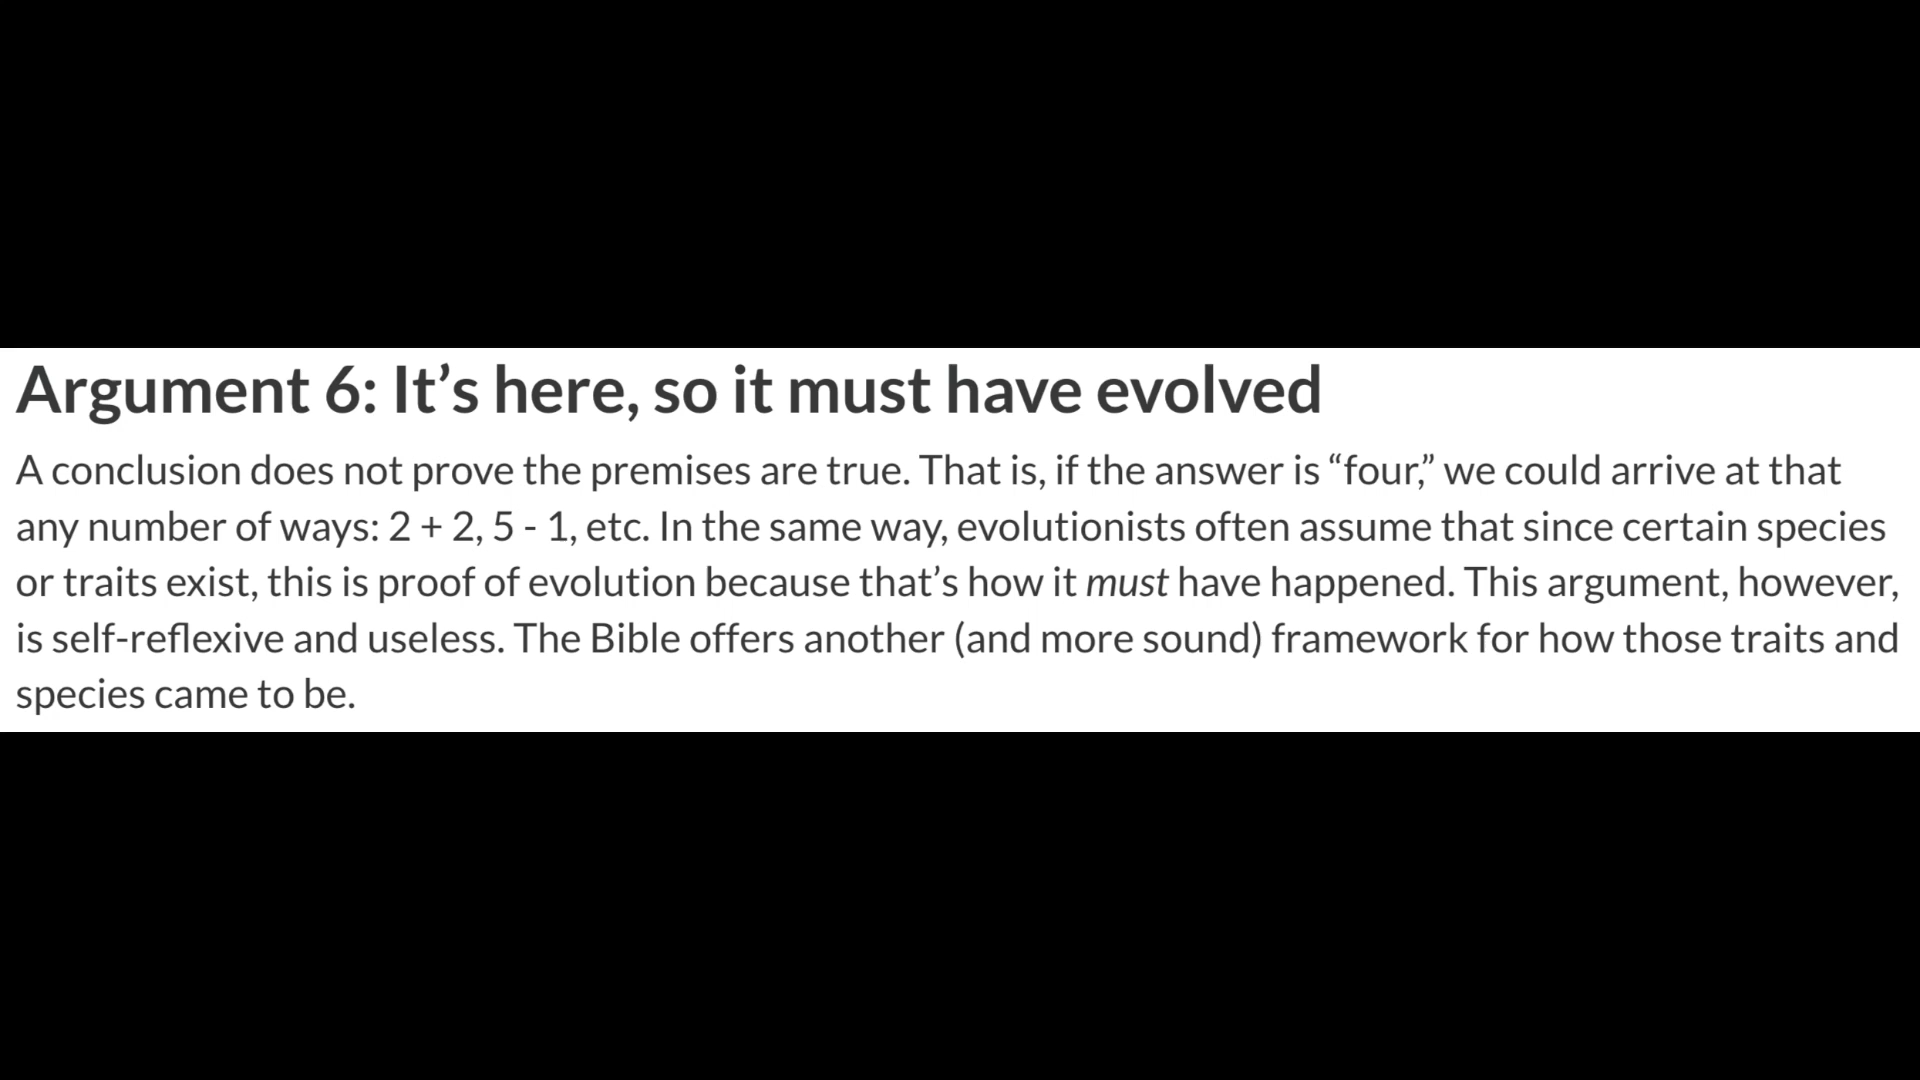 Argument 6: It’s here, so it must have evolved
A conclusion does not prove the premises are true. That is, if the answer is “four,” we could arrive at that
any number of ways: 2 + 2, 5 - 1, etc. In the same way, evolutionists often assume that since certain species
or traits exist, this is proof of evolution because that’s how it must have happened. This argument, however,
is self-reflexive and useless. The Bible offers another (and more sound) framework for how those traits and
species came to be.